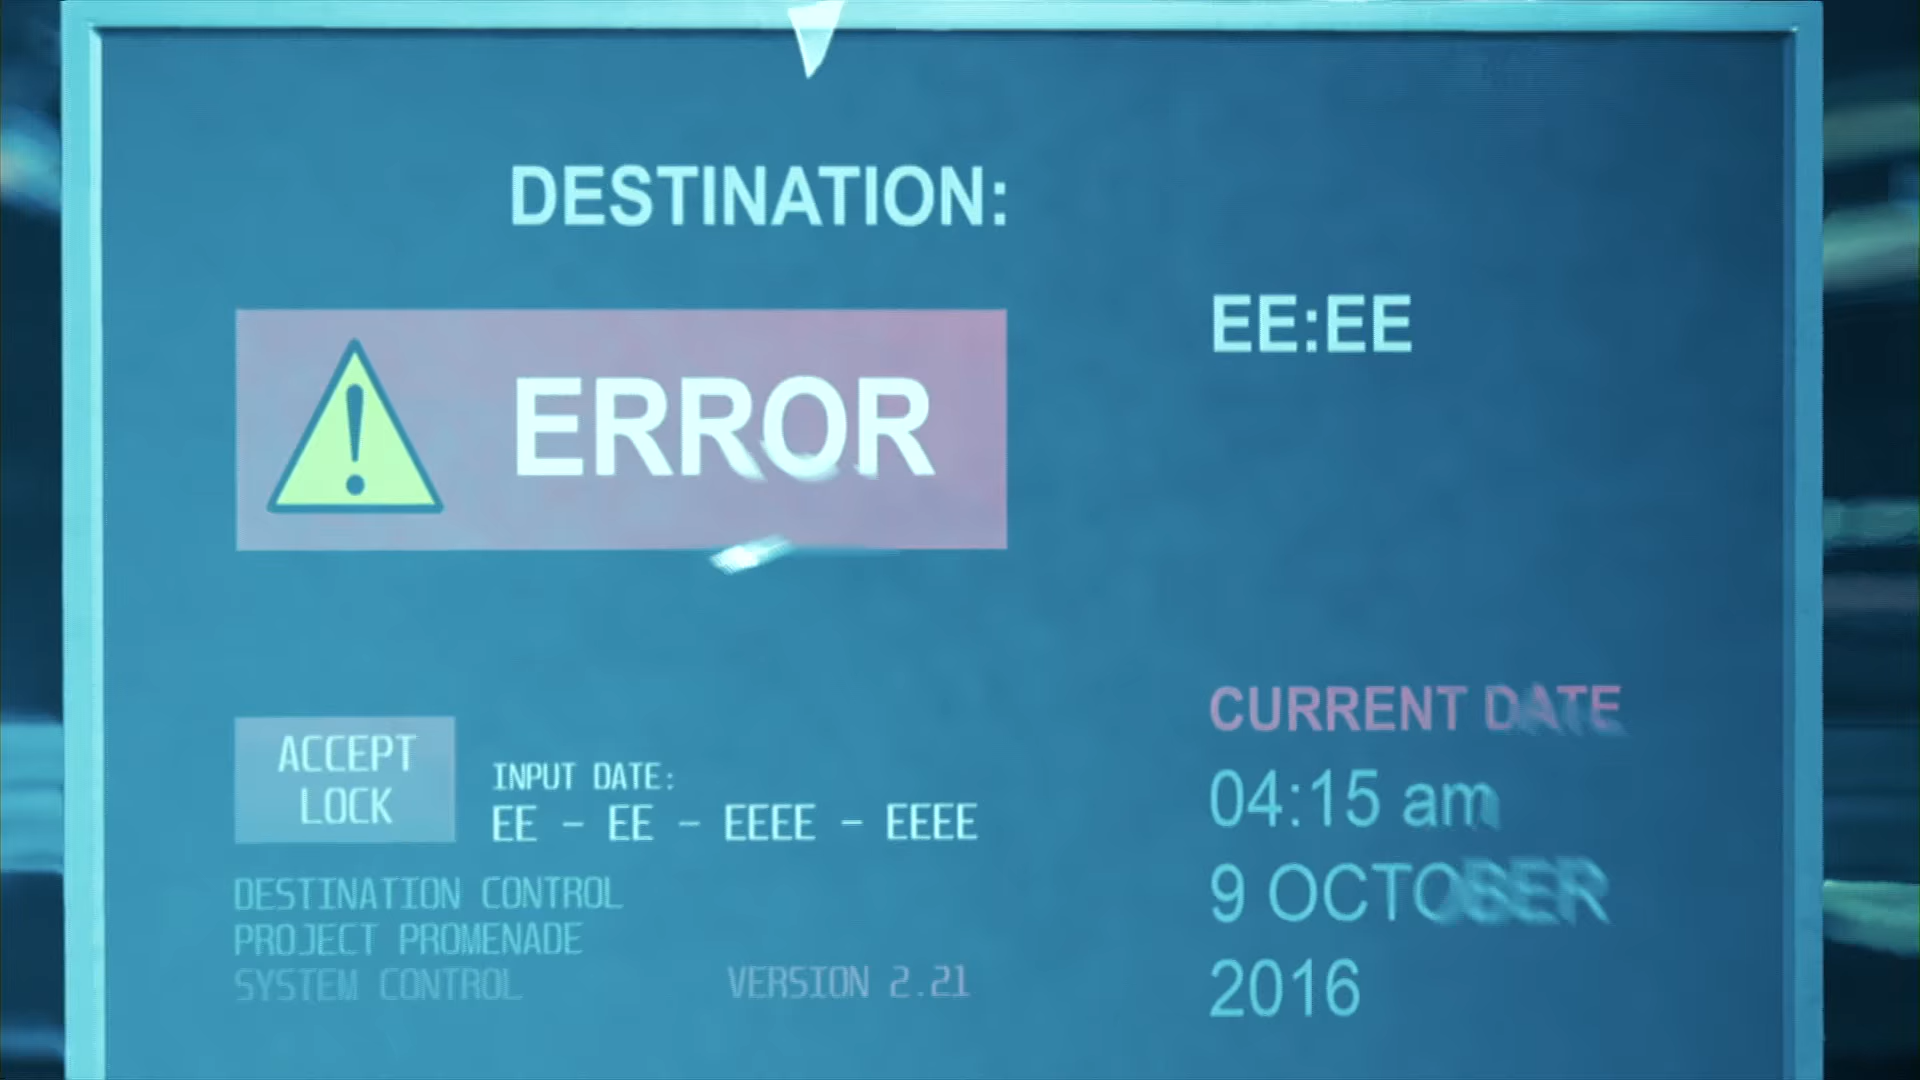 DESTINATION:
ERROR
EE:EE
ACCEPT
LOCK
INPUT DATE:
EE - EE - EEEE - EEEE
DESTINATION CONTROL
PROJECT PROMENADE
SYSTEM CONTROL
VERSION 2.21
CURRENT DATE
04:15 am
9 OCTOBER
2016